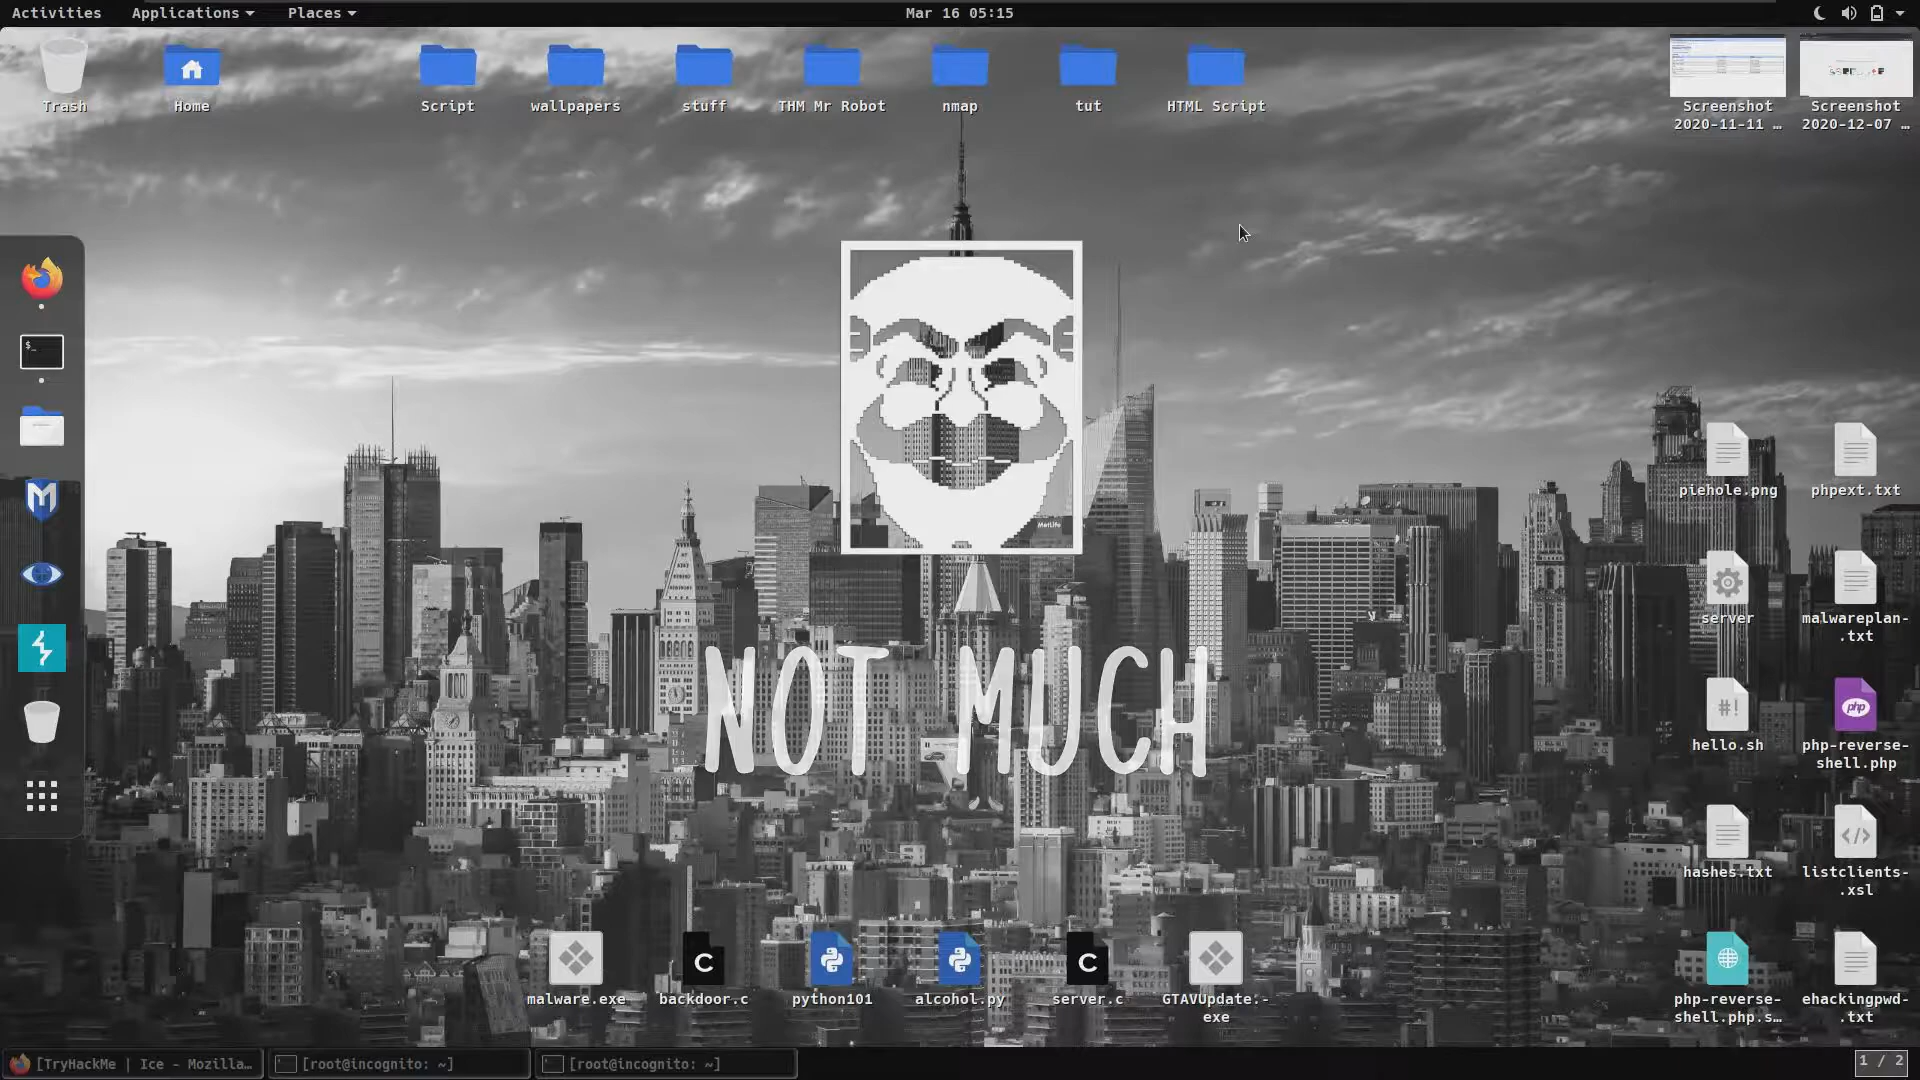 Activities
Applications
Places
Mar 16 05:15
Trash
Home
Script
wallpapers
stuff
THM Mr Robot
nmap
tut
HTML Script
Screenshot
2020-11-11 …
Screenshot
2020-12-07 …
$_
MetLife
NOT MUCH
piehole.png
phpext.txt
server
malwareplan-
.txt
#!
hello.sh
php
php-reverse-
shell.php
hashes.txt
</>
listclients-
.xsl
malware.exe
C
backdoor.c
python101
alcohol.py
C
server.c
GTAVUpdate.-
exe
php-reverse-
shell.php.s…
ehackingpwd-
.txt
[TryHackMe | Ice - Mozilla…
[root@incognito: ~]
[root@incognito: ~]
1 / 2